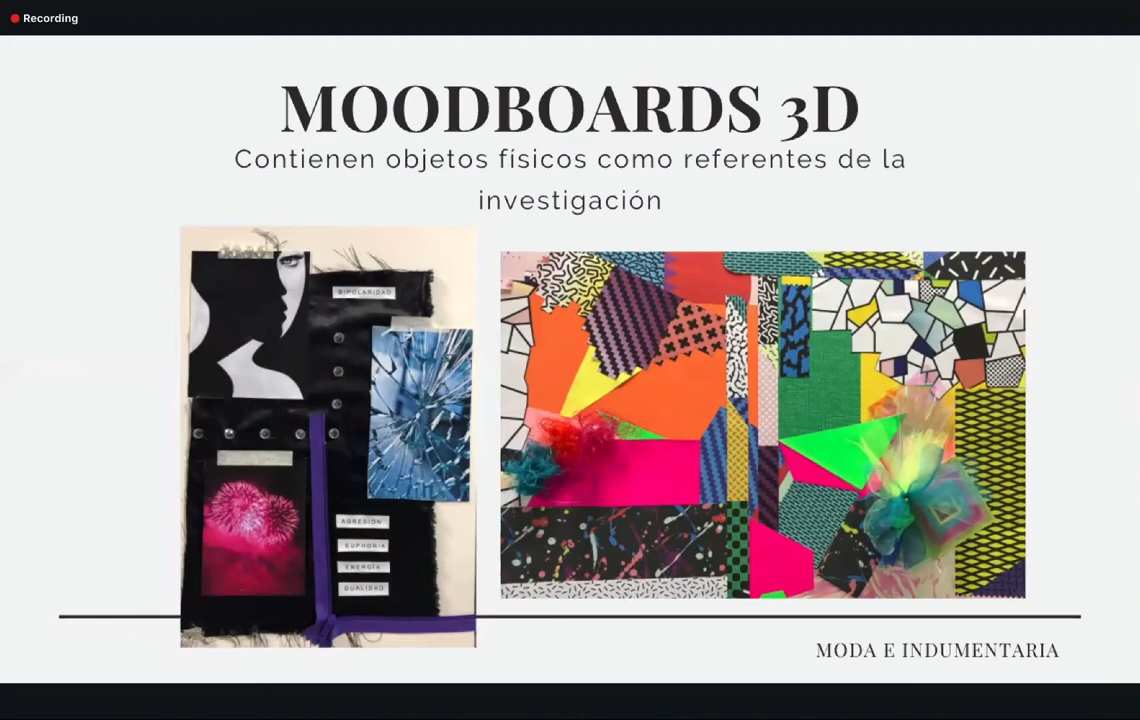 Recording
MOODBOARDS 3D
Contienen objetos físicos como referentes de la
investigación
BIPOLARIDAD
AGRESIÓN
EUPHORIA
ENERGÍA
DUALIDAD
MODA E INDUMENTARIA